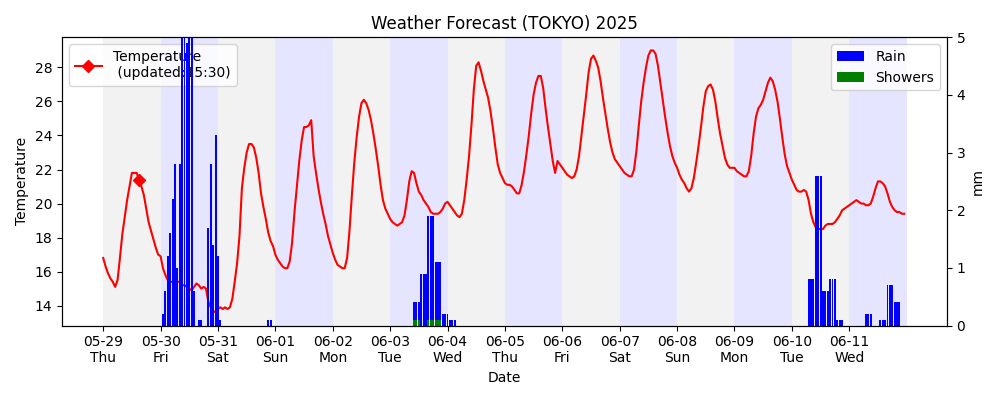 Weather Forecast (TOKYO) 2025
Temperature
(updated:15:30)
Rain
Showers
Temperature
28
26
24
22
20
18
16
14
5
4
3
2
1
0
mm
05-29 05-30 05-31 06-01 06-02 06-03 06-04 06-05 06-06 06-07 06-08 06-09 06-10 06-11
Thu Fri Sat Sun Mon Tue Wed Thu Fri Sat Sun Mon Tue Wed
Date